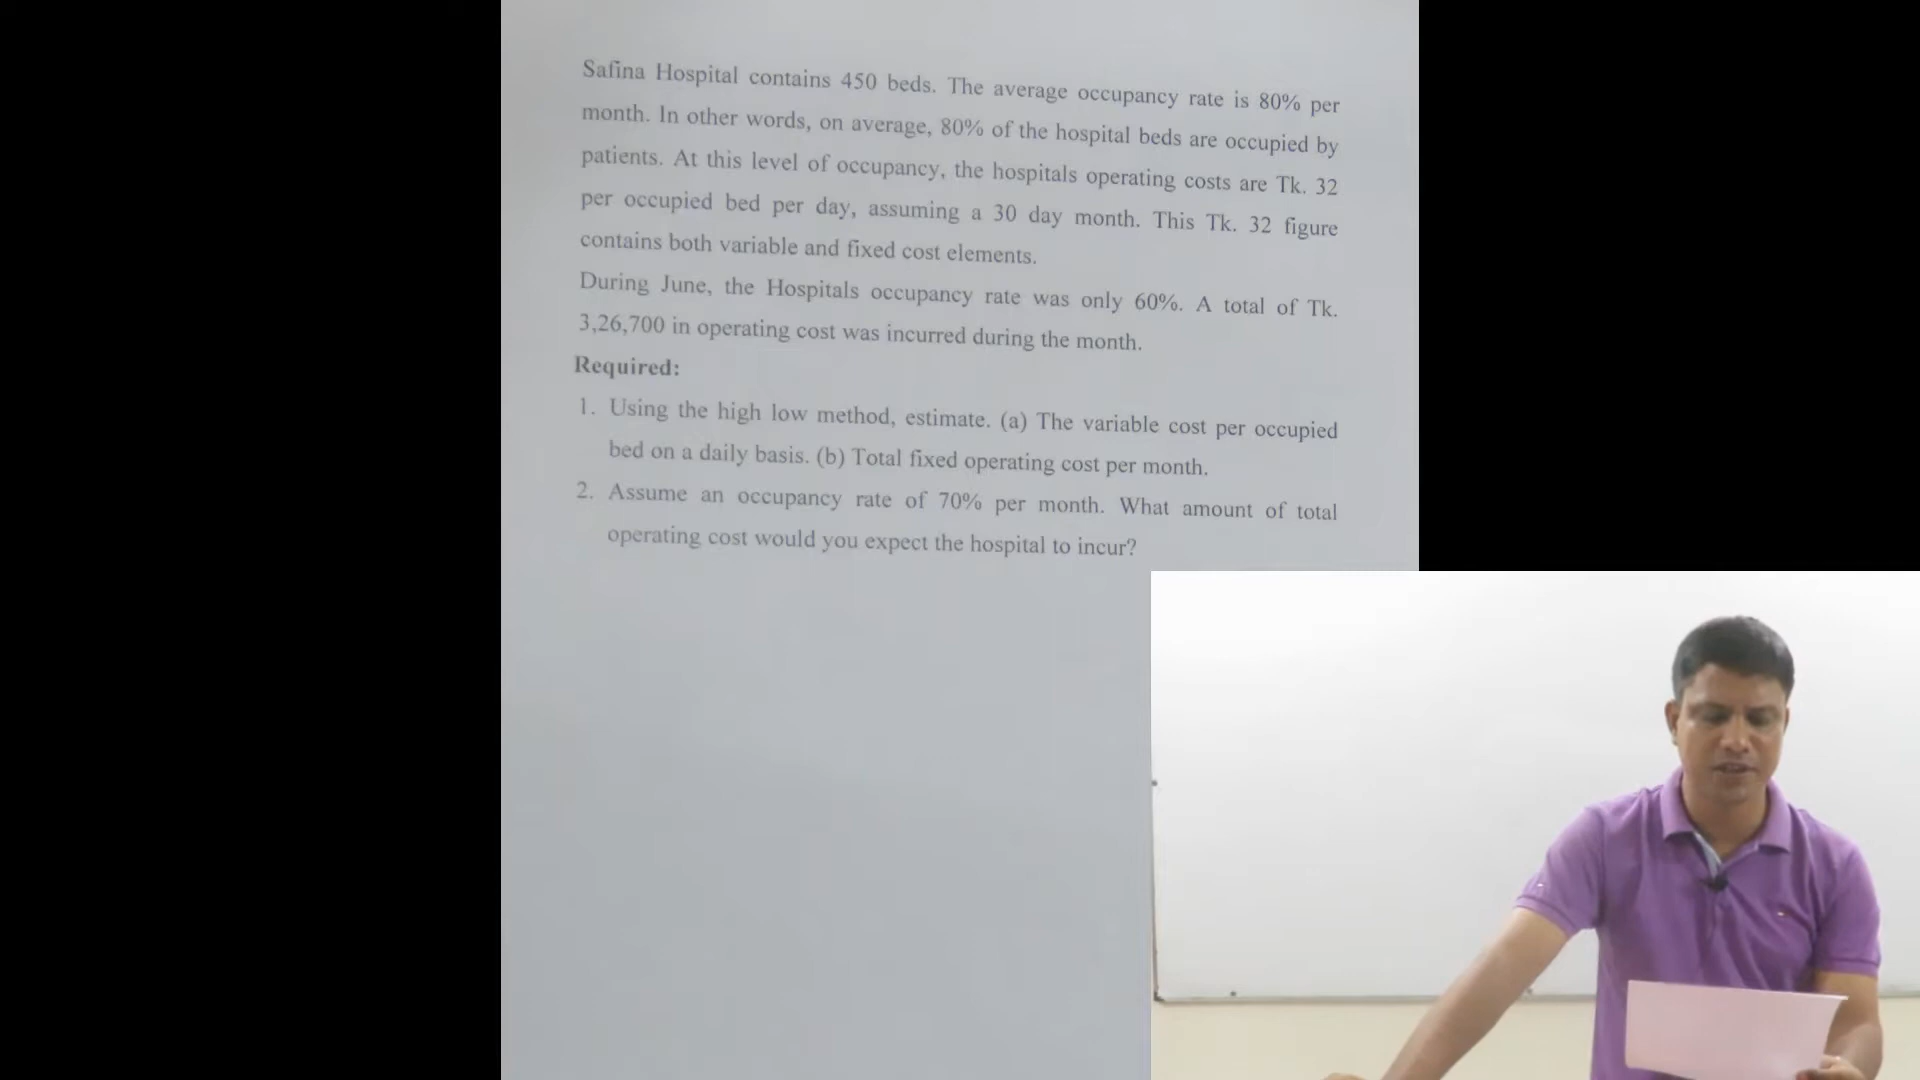 Safina Hospital contains 450 beds. The average occupancy rate is 80% per
month. In other words, on average, 80% of the hospital beds are occupied by
patients. At this level of occupancy, the hospitals operating costs are Tk. 32
per occupied bed per day, assuming a 30 day month. This Tk. 32 figure
contains both variable and fixed cost elements.
During June, the Hospitals occupancy rate was only 60%. A total of Tk.
3,26,700 in operating cost was incurred during the month.
Required:
1. Using the high low method, estimate. (a) The variable cost per occupied
bed on a daily basis. (b) Total fixed operating cost per month.
2. Assume an occupancy rate of 70% per month. What amount of total
operating cost would you expect the hospital to incur?